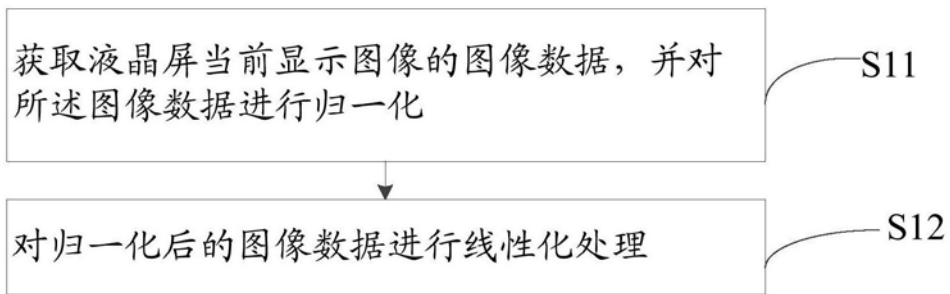 获取液晶屏当前显示图像的图像数据，并对
所述图像数据进行归一化
S11
对归一化后的图像数据进行线性化处理
S12